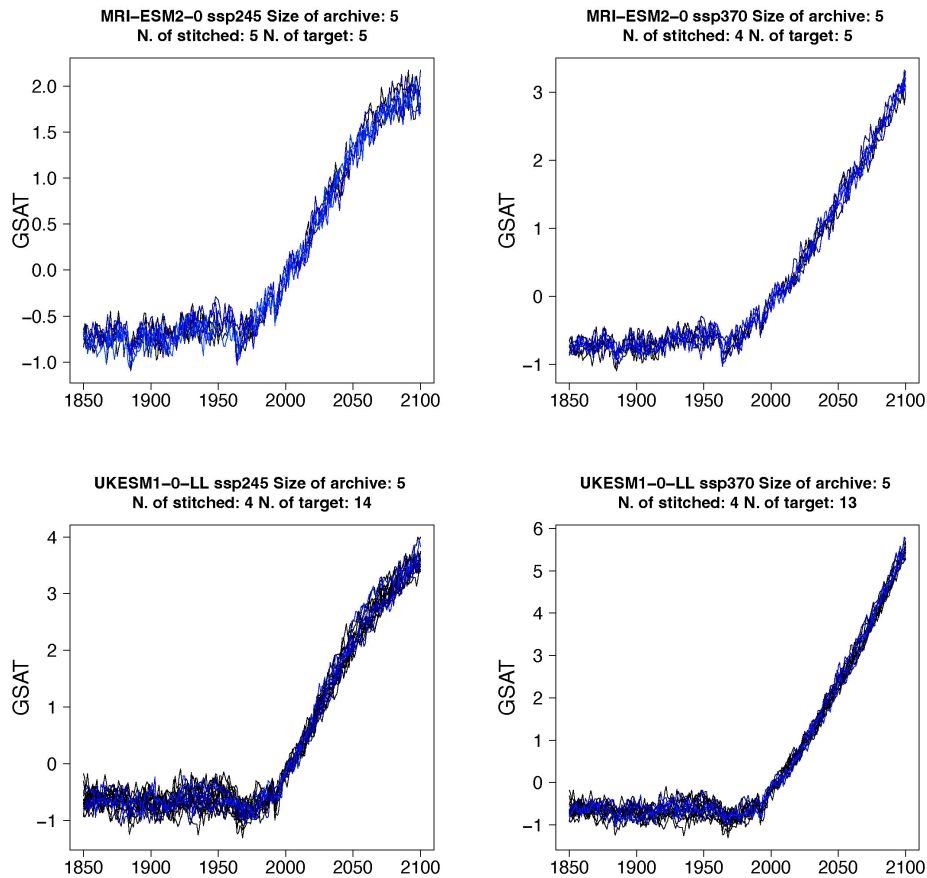 MRI−ESM2−0 ssp245 Size of archive: 5
N. of stitched: 5 N. of target: 5
GSAT
2.0
1.5
1.0
0.5
0.0
−0.5
−1.0
1850 1900 1950 2000 2050 2100
MRI−ESM2−0 ssp370 Size of archive: 5
N. of stitched: 4 N. of target: 5
GSAT
3
2
1
0
−1
1850 1900 1950 2000 2050 2100
UKESM1−0−LL ssp245 Size of archive: 5
N. of stitched: 4 N. of target: 14
GSAT
4
3
2
1
0
−1
1850 1900 1950 2000 2050 2100
UKESM1−0−LL ssp370 Size of archive: 5
N. of stitched: 4 N. of target: 13
GSAT
6
5
4
3
2
1
0
−1
1850 1900 1950 2000 2050 2100